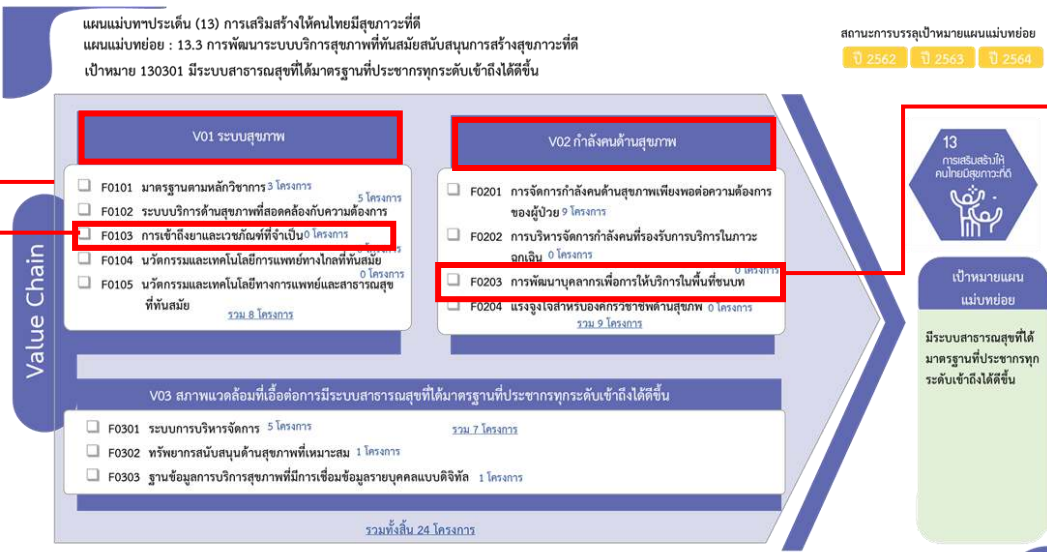 แผนแม่บทฯประเด็น (13) การเสริมสร้างให้คนไทยมีสุขภาวะที่ดี
แผนแม่บทย่อย : 13.3 การพัฒนาระบบบริการสุขภาพที่ทันสมัยสนับสนุนการสร้างสุขภาวะที่ดี
เป้าหมาย 130301 มีระบบสาธารณสุขที่ได้มาตรฐานที่ประชากรทุกระดับเข้าถึงได้ดีขึ้น
สถานะการบรรลุเป้าหมายแผนแม่บทย่อย
ปี 2562 ปี 2563 ปี 2564
Value Chain
V01 ระบบสุขภาพ
F0101 มาตรฐานตามหลักวิชาการ 3 โครงการ
5 โครงการ
F0102 ระบบบริการด้านสุขภาพที่สอดคล้องกับความต้องการ
F0103 การเข้าถึงยาและเวชภัณฑ์ที่จำเป็น 0 โครงการ
F0104 นวัตกรรมและเทคโนโลยีการแพทย์ทางไกลที่ทันสมัย
0 โครงการ
F0105 นวัตกรรมและเทคโนโลยีทางการแพทย์และสาธารณสุข
ที่ทันสมัย
รวม 8 โครงการ
V02 กำลังคนด้านสุขภาพ
F0201 การจัดการกำลังคนด้านสุขภาพเพียงพอต่อความต้องการ
ของผู้ป่วย 9 โครงการ
F0202 การบริหารจัดการกำลังคนที่รองรับการบริการในภาวะ
ฉุกเฉิน 0 โครงการ
0 โครงการ
F0203 การพัฒนาบุคลากรเพื่อการให้บริการในพื้นที่ชนบท
F0204 แรงจูงใจสำหรับองค์กรวิชาชีพด้านสุขภาพ 0 โครงการ
รวม 9 โครงการ
V03 สภาพแวดล้อมที่เอื้อต่อการมีระบบสาธารณสุขที่ได้มาตรฐานที่ประชากรทุกระดับเข้าถึงได้ดีขึ้น
F0301 ระบบการบริหารจัดการ 5 โครงการ
รวม 7 โครงการ
F0302 ทรัพยากรสนับสนุนด้านสุขภาพที่เหมาะสม 1 โครงการ
F0303 ฐานข้อมูลการบริการสุขภาพที่มีการเชื่อมข้อมูลรายบุคคลแบบดิจิทัล 1 โครงการ
รวมทั้งสิ้น 24 โครงการ
13
การเสริมสร้างให้
คนไทยมีสุขภาวะที่ดี
เป้าหมายแผน
แม่บทย่อย
มีระบบสาธารณสุขที่ได้
มาตรฐานที่ประชากรทุก
ระดับเข้าถึงได้ดีขึ้น